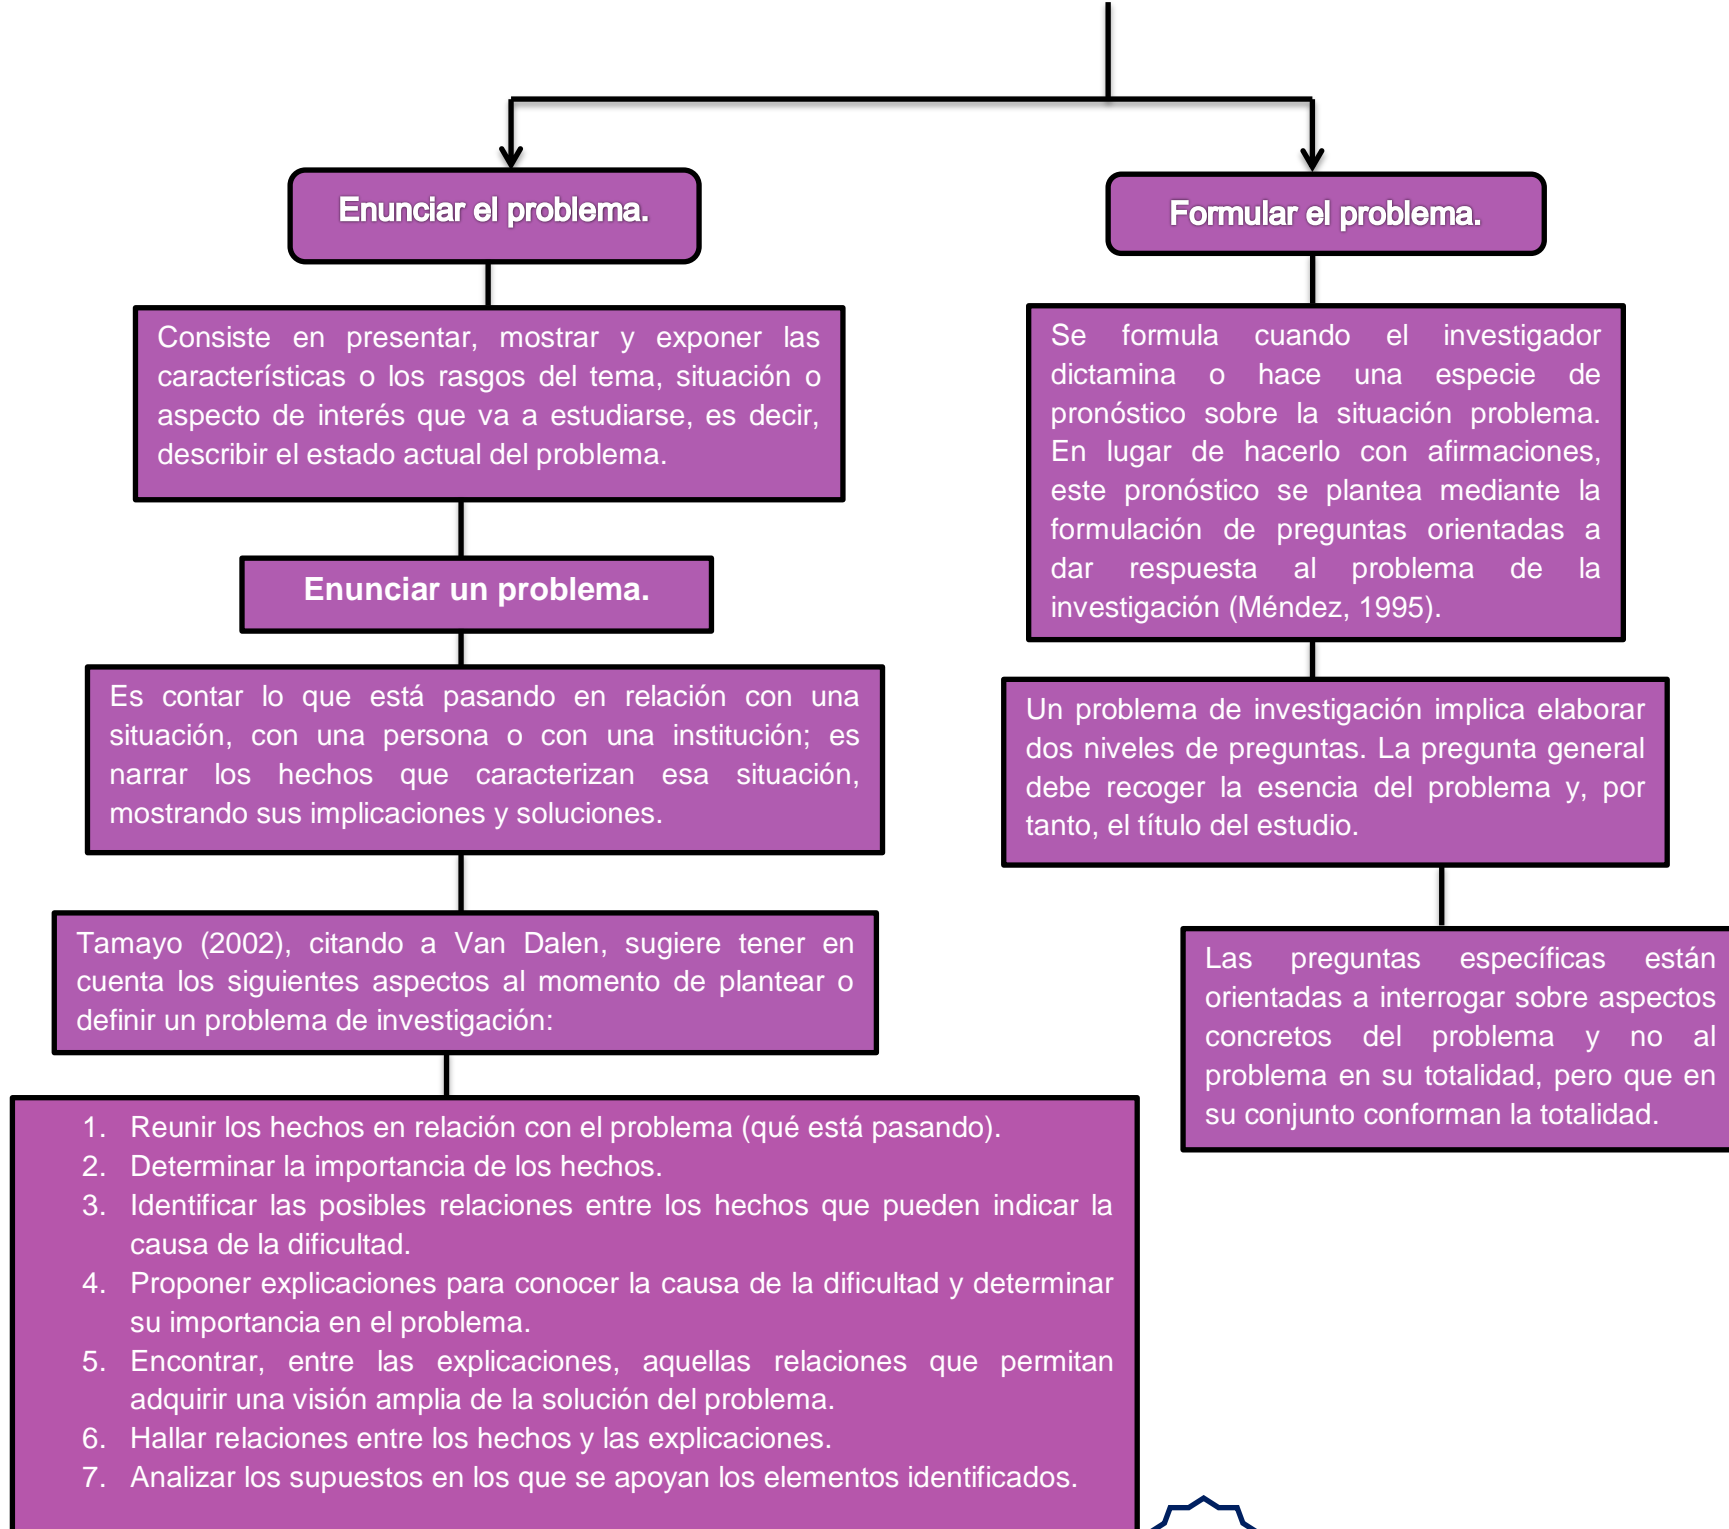 Enunciar el problema.
Consiste en presentar, mostrar y exponer las
características o los rasgos del tema, situación o
aspecto de interés que va a estudiarse, es decir,
describir el estado actual del problema.
Enunciar un problema.
Es contar lo que está pasando en relación con una
situación, con una persona o con una institución; es
narrar los hechos que caracterizan esa situación,
mostrando sus implicaciones y soluciones.
Tamayo (2002), citando a Van Dalen, sugiere tener en
cuenta los siguientes aspectos al momento de plantear o
definir un problema de investigación:
1. Reunir los hechos en relación con el problema (qué está pasando).
2. Determinar la importancia de los hechos.
3. Identificar las posibles relaciones entre los hechos que pueden indicar la
causa de la dificultad.
4. Proponer explicaciones para conocer la causa de la dificultad y determinar
su importancia en el problema.
5. Encontrar, entre las explicaciones, aquellas relaciones que permitan
adquirir una visión amplia de la solución del problema.
6. Hallar relaciones entre los hechos y las explicaciones.
7. Analizar los supuestos en los que se apoyan los elementos identificados.
Formular el problema.
Se formula cuando el investigador
dictamina o hace una especie de
pronóstico sobre la situación problema.
En lugar de hacerlo con afirmaciones,
este pronóstico se plantea mediante la
formulación de preguntas orientadas a
dar respuesta al problema de la
investigación (Méndez, 1995).
Un problema de investigación implica elaborar
dos niveles de preguntas. La pregunta general
debe recoger la esencia del problema y, por
tanto, el título del estudio.
Las preguntas específicas están
orientadas a interrogar sobre aspectos
concretos del problema y no al
problema en su totalidad, pero que en
su conjunto conforman la totalidad.